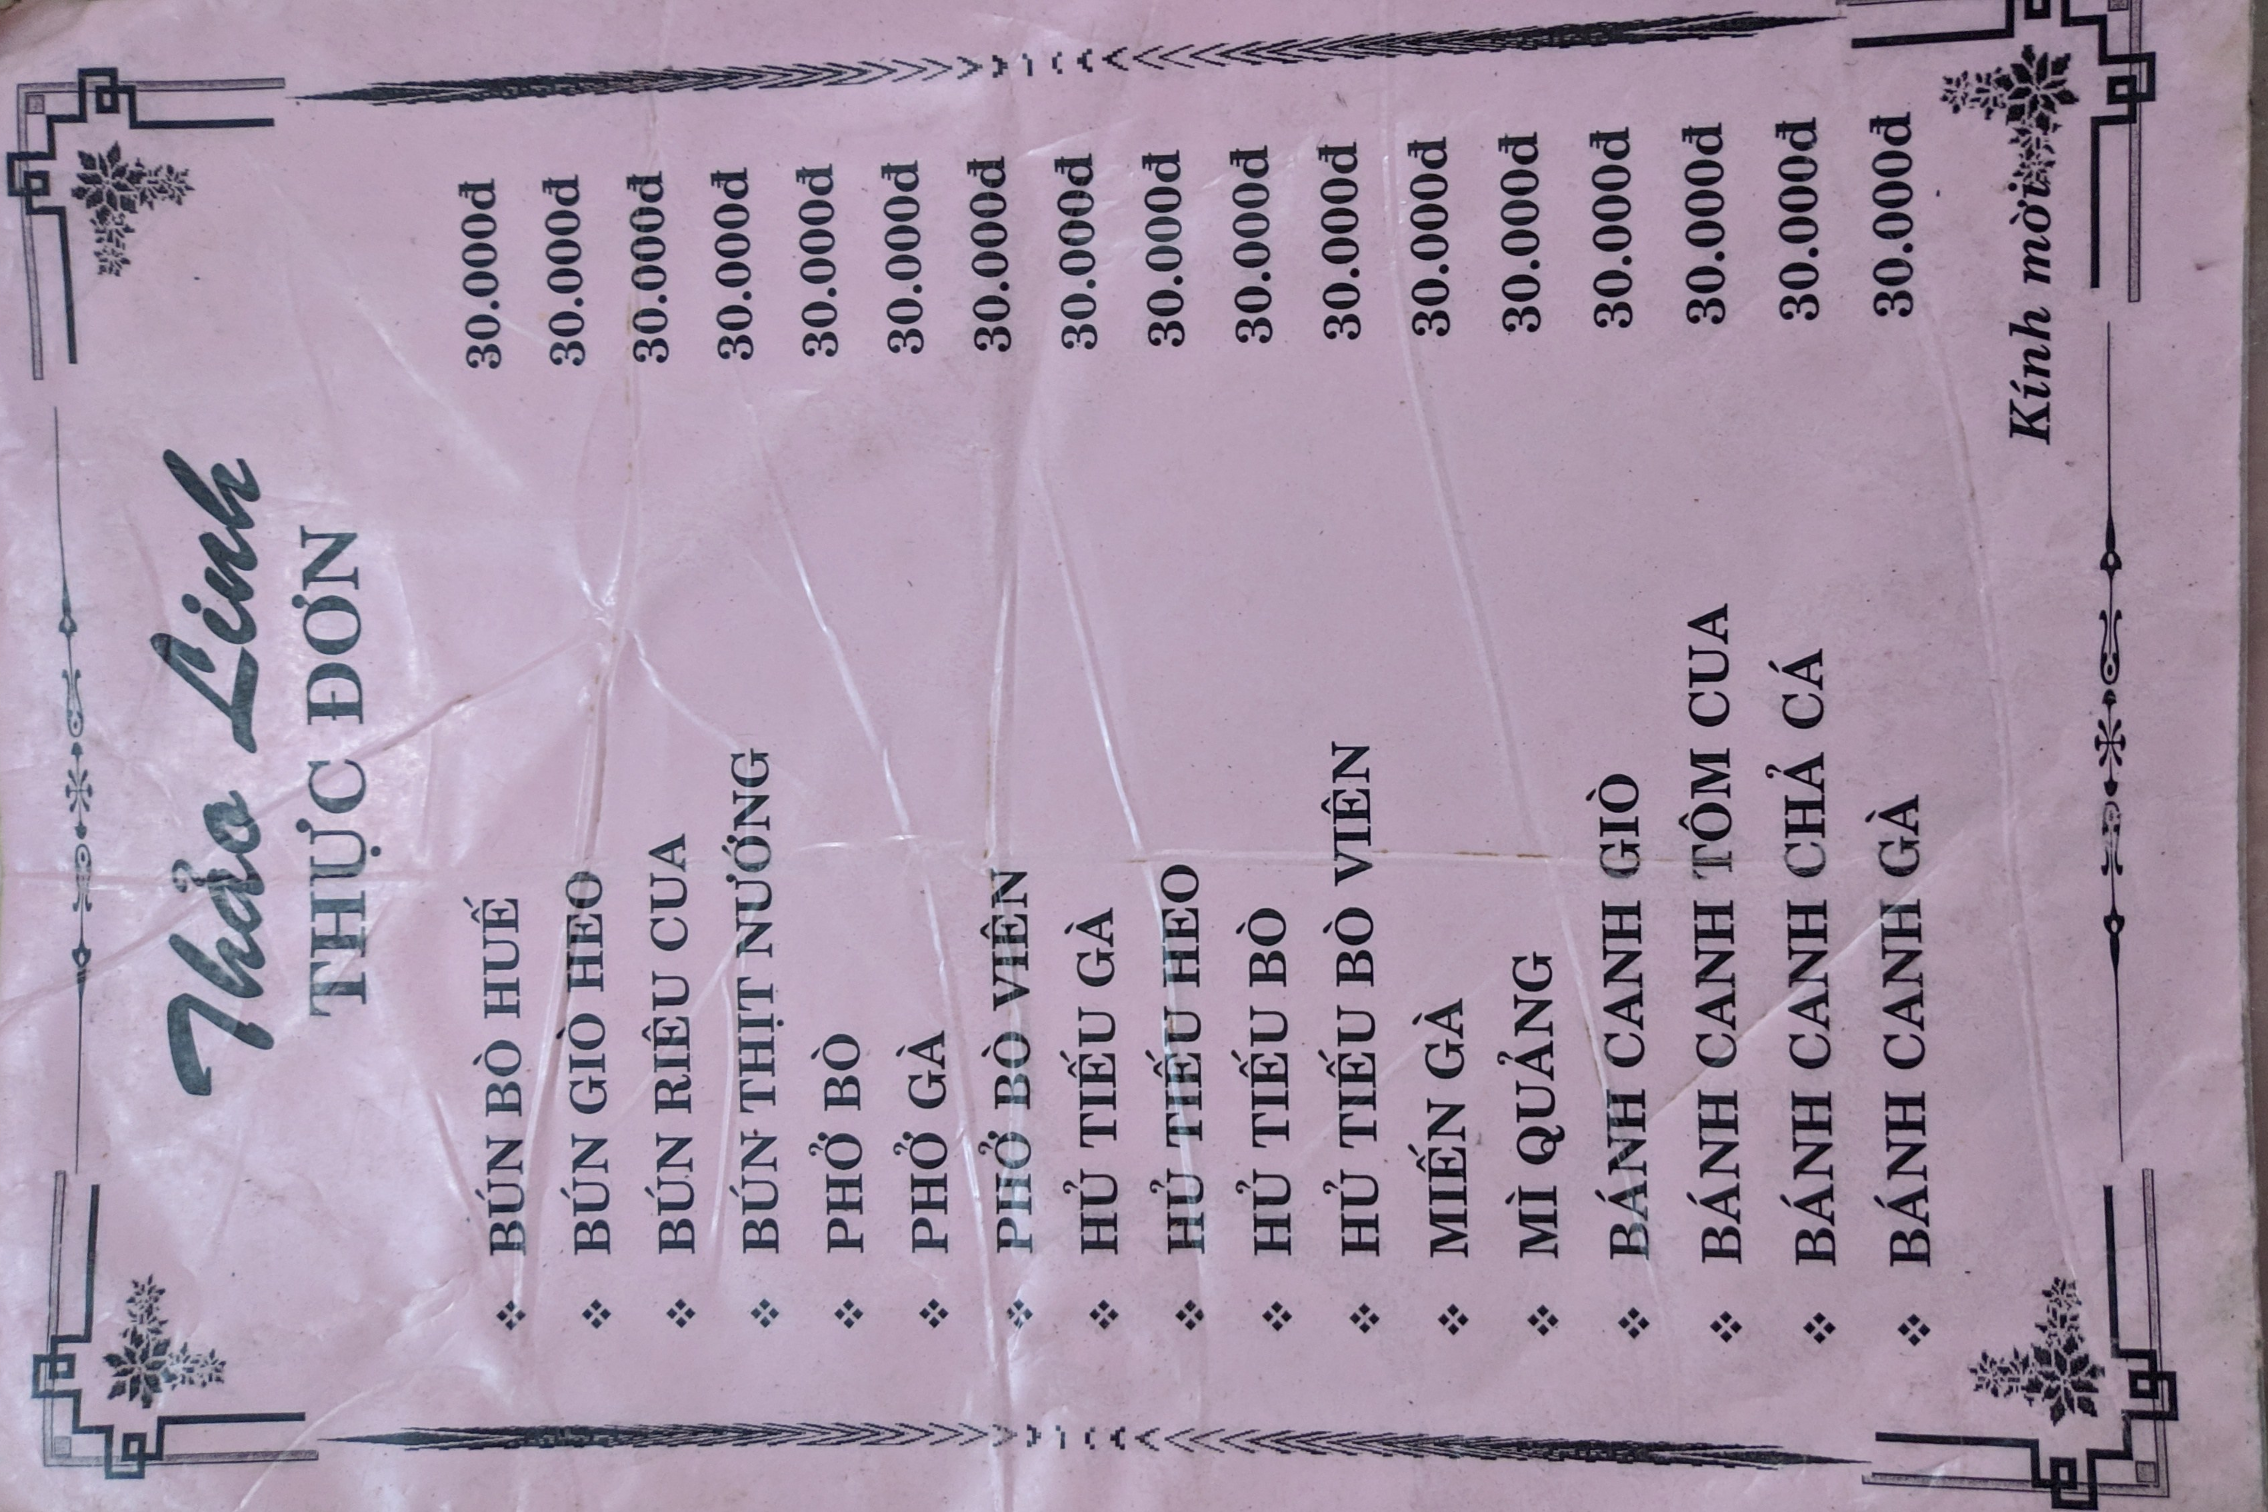 Thảo Linh
THỰC ĐƠN
❖ BÚN BÒ HUẾ 30.000đ
❖ BÚN GIÒ HEO 30.000đ
❖ BÚN RIÊU CUA 30.000đ
❖ BÚN THỊT NƯỚNG 30.000đ
❖ PHỞ BÒ 30.000đ
❖ PHỞ GÀ 30.000đ
❖ PHỞ BÒ VIÊN 30.000đ
❖ HỦ TIẾU GÀ 30.000đ
❖ HỦ TIẾU HEO 30.000đ
❖ HỦ TIẾU BÒ 30.000đ
❖ HỦ TIẾU BÒ VIÊN 30.000đ
❖ MIẾN GÀ 30.000đ
❖ MÌ QUẢNG 30.000đ
❖ BÁNH CANH GIÒ 30.000đ
❖ BÁNH CANH TÔM CUA 30.000đ
❖ BÁNH CANH CHẢ CÁ 30.000đ
❖ BÁNH CANH GÀ 30.000đ
Kính mời